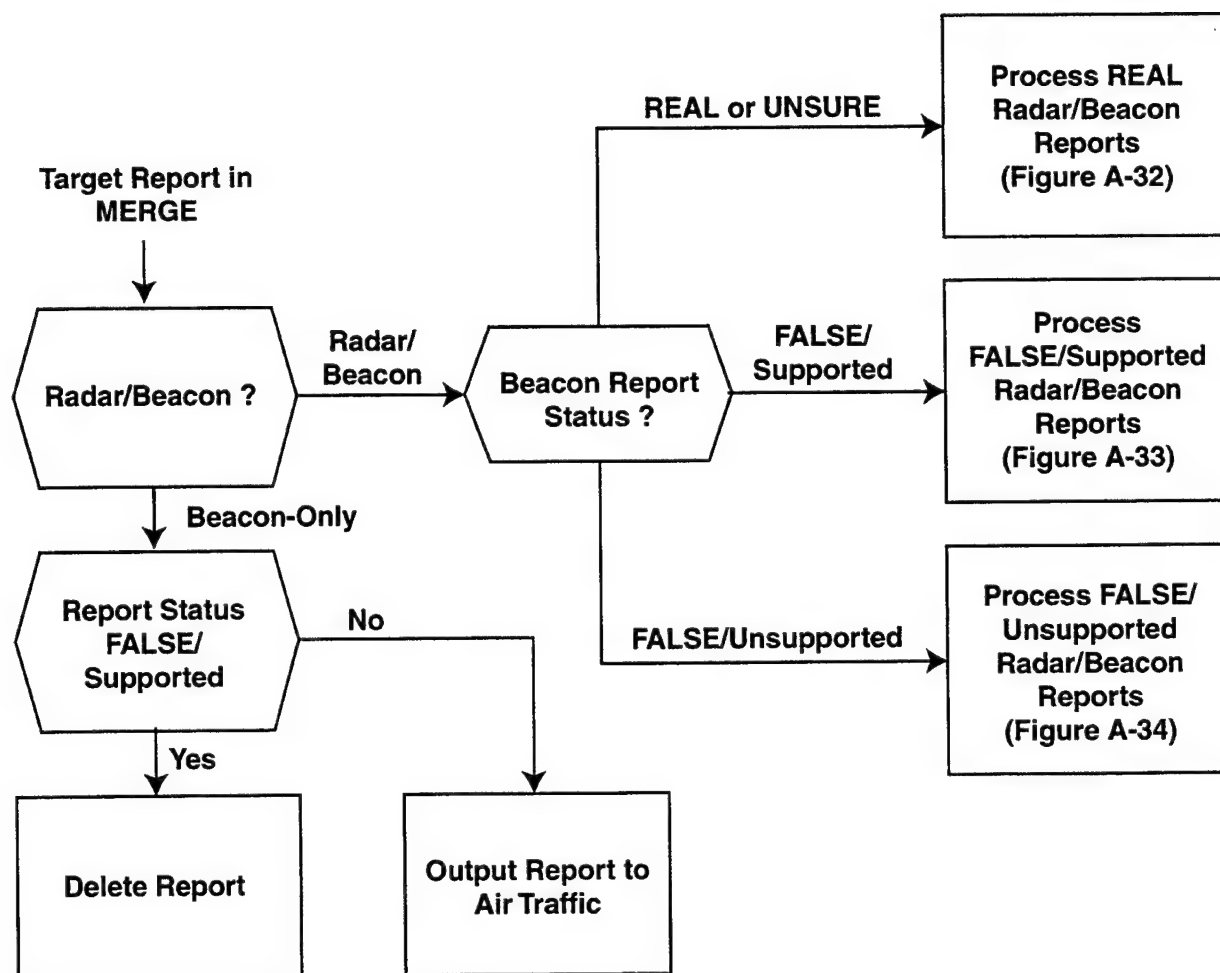 Target Report in
MERGE
Radar/Beacon ?
Radar/
Beacon
Beacon Report
Status ?
REAL or UNSURE
Process REAL
Radar/Beacon
Reports
(Figure A-32)
FALSE/
Supported
Process
FALSE/Supported
Radar/Beacon
Reports
(Figure A-33)
FALSE/Unsupported
Process FALSE/
Unsupported
Radar/Beacon
Reports
(Figure A-34)
Beacon-Only
Report Status
FALSE/
Supported
No
Yes
Delete Report
Output Report to
Air Traffic